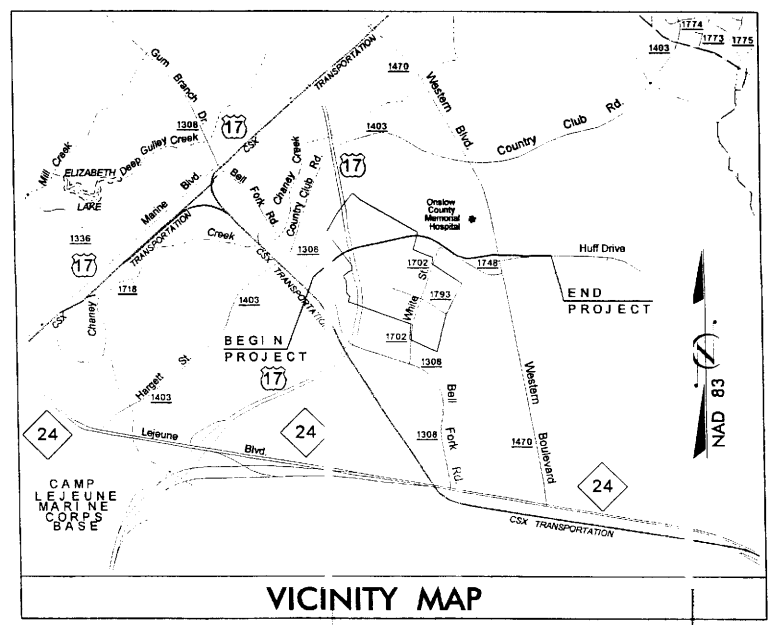 1774
1403
1773
1775
Gum Branch Dr.
TRANSPORTATION
1470
Western Blvd.
1308
17
CSX
1403
Country Club Rd.
Mill Creek
Deep Gulley Creek
ELIZABETH
LAKE
Bell Fork Rd
Chaney Creek
Country Club Rd.
17
Marine Blvd.
TRANSPORTATION
Onslow
County
Memorial
Hospital
1336
17
Creek
CSX TRANSPORTATION
1308
1702
1748
Huff Drive
1718
1403
White St.
1793
END
PROJECT
CSX
Chaney
BEGIN
PROJECT
17
1702
1308
Hargett St.
1403
Bell Fork Rd.
1308
Western Boulevard
1470
NAD 83
24
Lejeune Blvd.
24
24
CAMP
LEJEUNE
MARINE
CORPS
BASE
CSX TRANSPORTATION
VICINITY MAP